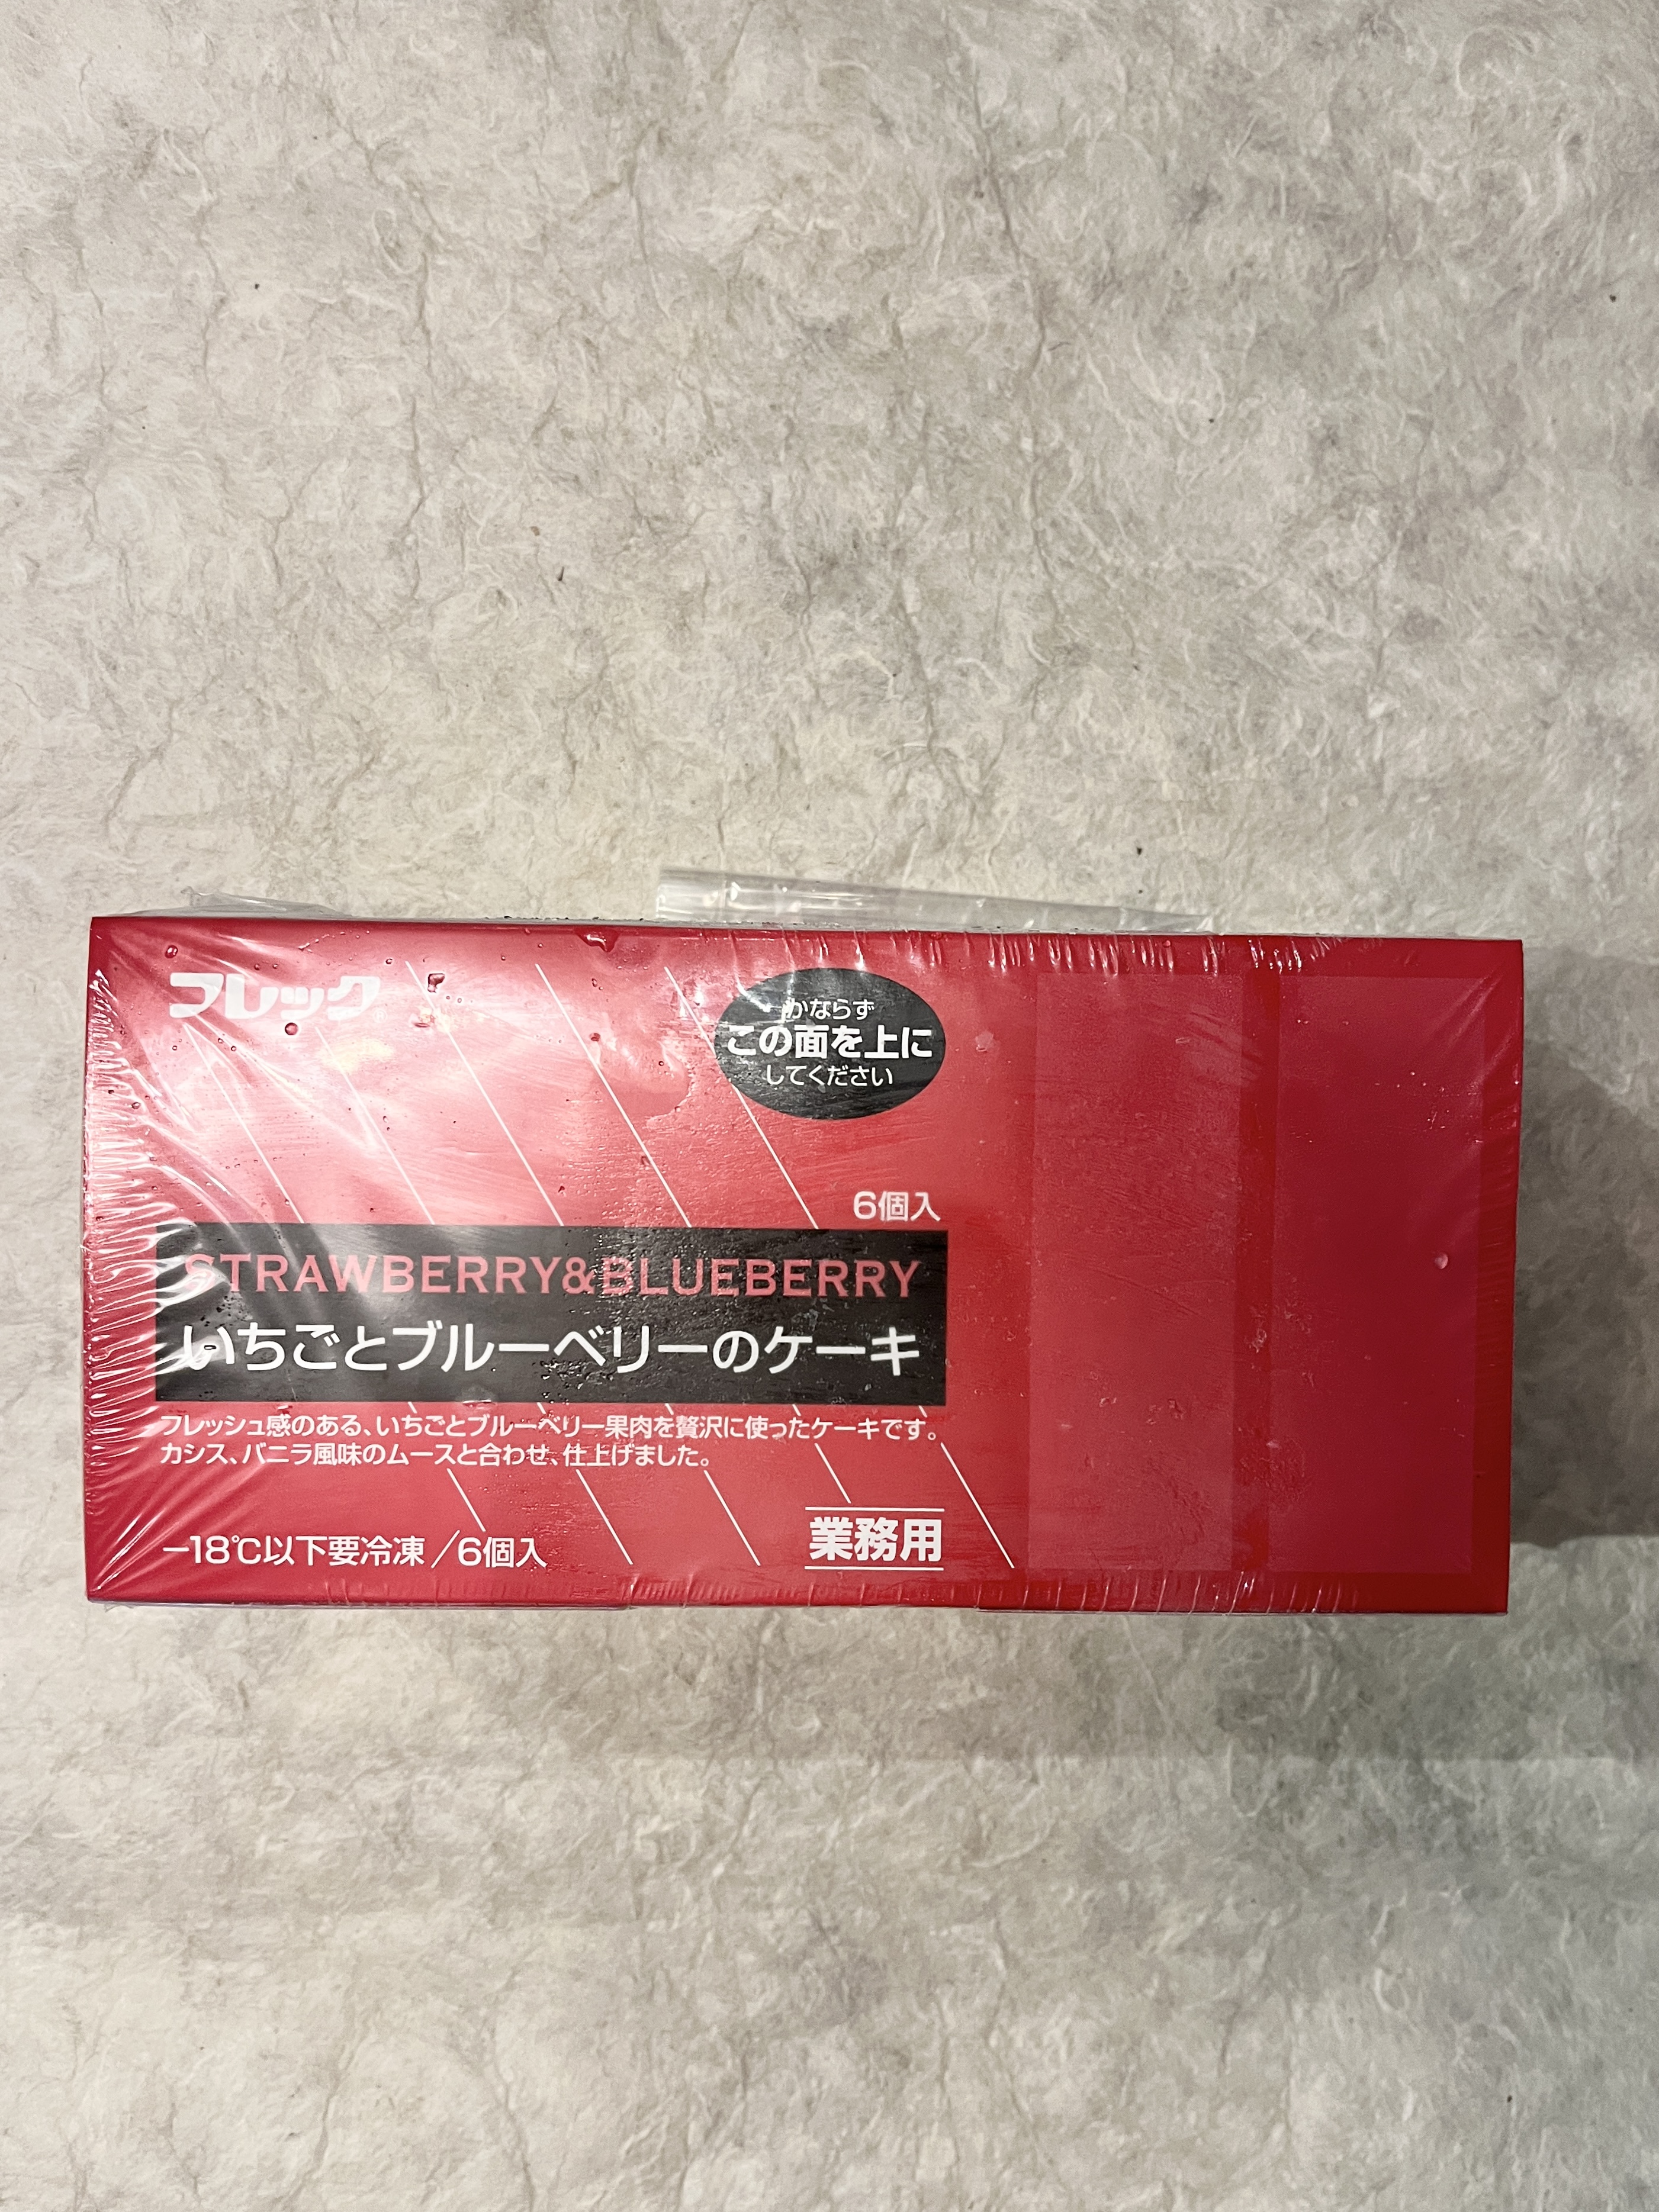 フレック
かならず
この面を上に
してください
6個入
STRAWBERRY&BLUEBERRY
いちごとブルーベリーのケーキ
フレッシュ感のある、いちごとブルーベリー果肉を贅沢に使ったケーキです。
カシス、バニラ風味のムースと合わせ、仕上げました。
−18℃以下要冷凍／6個入
業務用